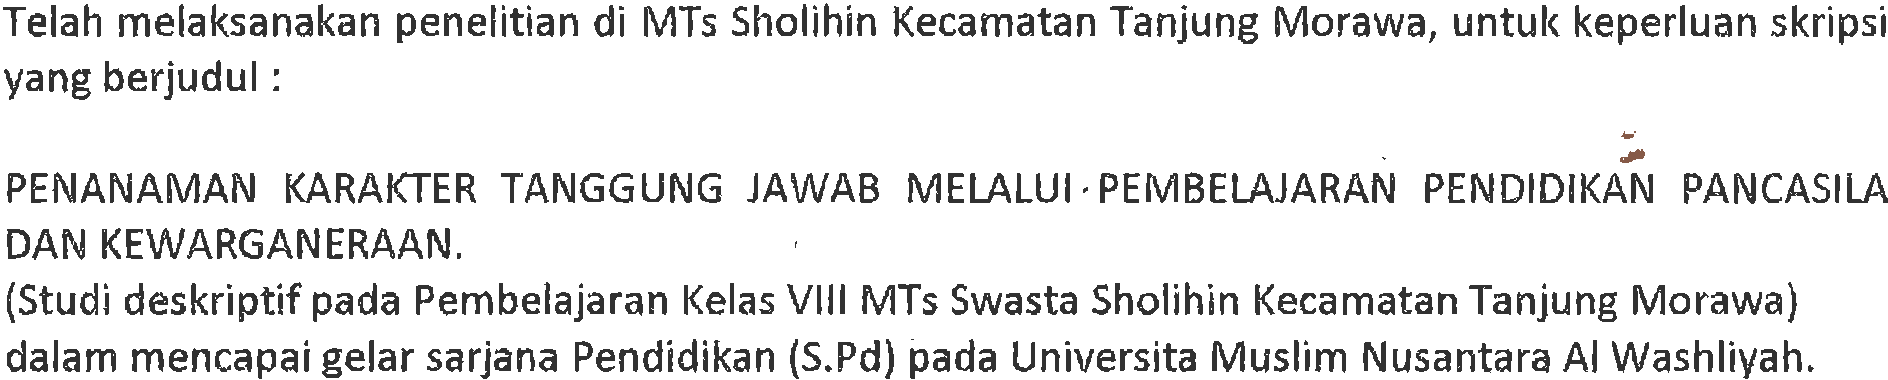 Telah melaksanakan penelitian di MTs Sholihin Kecamatan Tanjung Morawa, untuk keperluan skripsi
yang berjudul :
PENANAMAN KARAKTER TANGGUNG JAWAB MELALUI PEMBELAJARAN PENDIDIKAN PANCASILA
DAN KEWARGANERAAN.
(Studi deskriptif pada Pembelajaran Kelas VIII MTs Swasta Sholihin Kecamatan Tanjung Morawa)
dalam mencapai gelar sarjana Pendidikan (S.Pd) pada Universita Muslim Nusantara Al Washliyah.